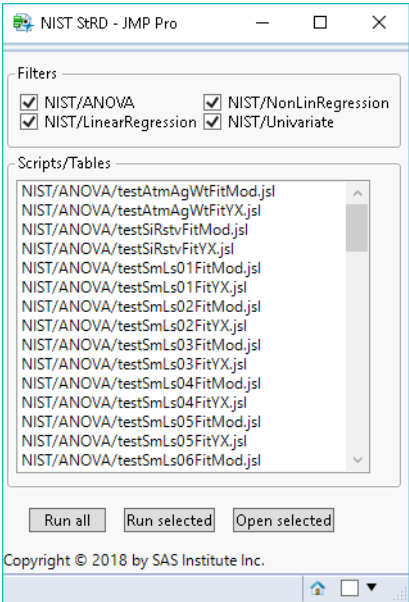 NIST StRD - JMP Pro
Filters
NIST/ANOVA NIST/NonLinRegression
NIST/LinearRegression NIST/Univariate
Scripts/Tables
NIST/ANOVA/testAtmAgWtFitMod.jsl
NIST/ANOVA/testAtmAgWtFitYX.jsl
NIST/ANOVA/testSiRstvFitMod.jsl
NIST/ANOVA/testSiRstvFitYX.jsl
NIST/ANOVA/testSmLs01FitMod.jsl
NIST/ANOVA/testSmLs01FitYX.jsl
NIST/ANOVA/testSmLs02FitMod.jsl
NIST/ANOVA/testSmLs02FitYX.jsl
NIST/ANOVA/testSmLs03FitMod.jsl
NIST/ANOVA/testSmLs03FitYX.jsl
NIST/ANOVA/testSmLs04FitMod.jsl
NIST/ANOVA/testSmLs04FitYX.jsl
NIST/ANOVA/testSmLs05FitMod.jsl
NIST/ANOVA/testSmLs05FitYX.jsl
NIST/ANOVA/testSmLs06FitMod.jsl
Run all Run selected Open selected
Copyright © 2018 by SAS Institute Inc.